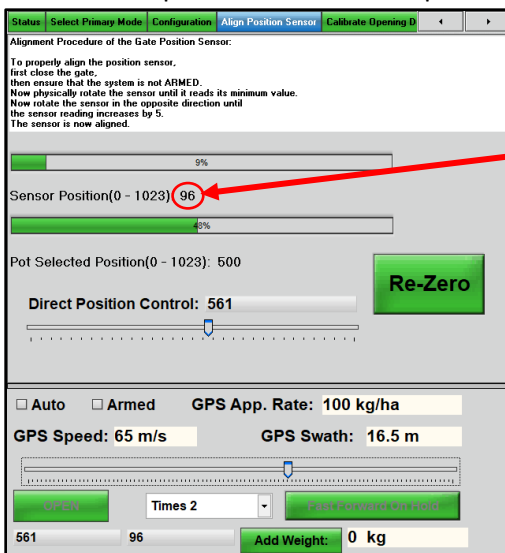 Status Select Primary Mode Configuration Align Position Sensor Calibrate Opening D
Alignment Procedure of the Gate Position Sensor:
To properly align the position sensor,
first close the gate,
then ensure that the system is not ARMED.
Now physically rotate the sensor until it reads its minimum value.
Now rotate the sensor in the opposite direction until
the sensor reading increases by 5.
The sensor is now aligned.
9%
Sensor Position(0 - 1023) 96
48%
Pot Selected Position(0 - 1023): 500
Re-Zero
Direct Position Control: 561
Auto Armed GPS App. Rate: 100 kg/ha
GPS Speed: 65 m/s GPS Swath: 16.5 m
OPEN Times 2 Fast Forward On Hold
561 96 Add Weight: 0 kg